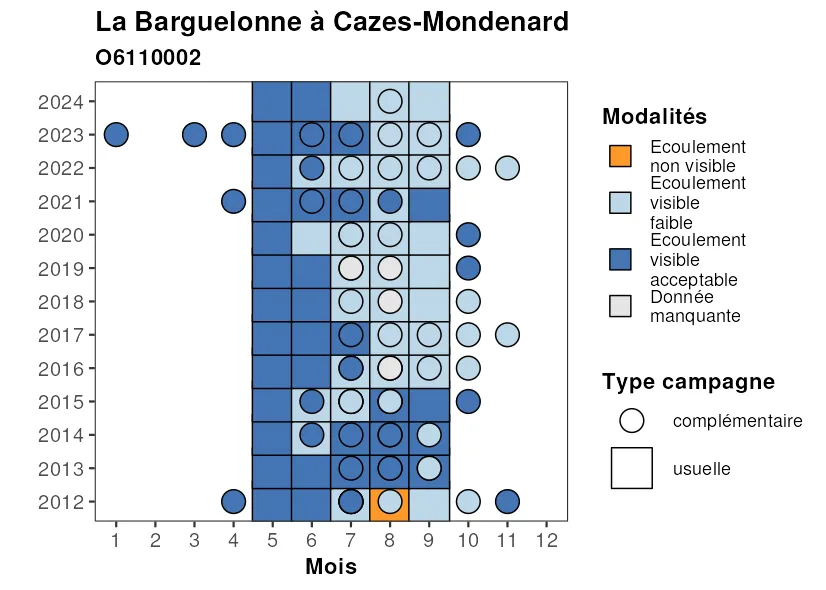 La Barguelonne à Cazes-Mondenard
O6110002
2024
2023
2022
2021
2020
2019
2018
2017
2016
2015
2014
2013
2012
1 2 3 4 5 6 7 8 9 10 11 12
Mois
Modalités
Ecoulement
non visible
Ecoulement
visible
faible
Ecoulement
visible
acceptable
Donnée
manquante
Type campagne
complémentaire
usuelle